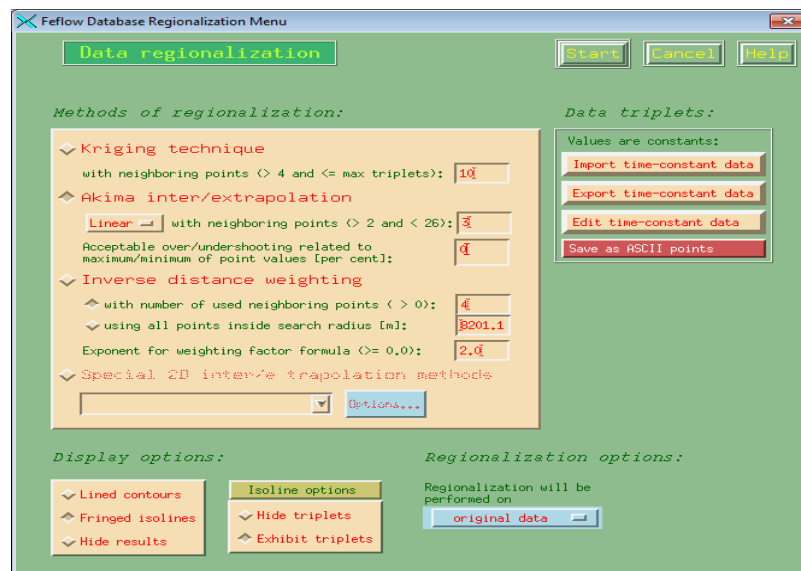 Feflow Database Regionalization Menu
Data regionalization
Start
Cancel
Help
Methods of regionalization:
Kriging technique
with neighboring points (> 4 and <= max triplets): 10
Akima inter/extrapolation
Linear with neighboring points (> 2 and < 26): 3
Acceptable over/undershooting related to
maximum/minimum of point values [per cent]: 0
Inverse distance weighting
with number of used neighboring points ( > 0): 4
using all points inside search radius [m]: 8201.1
Exponent for weighting factor formula (>= 0.0): 2.0
Special 2D inter/e trapolation methods
Options...
Data triplets:
Values are constants:
Import time-constant data
Export time-constant data
Edit time-constant data
Save as ASCII points
Display options:
Lined contours
Fringed isolines
Hide results
Isoline options
Hide triplets
Exhibit triplets
Regionalization options:
Regionalization will be
performed on
original data